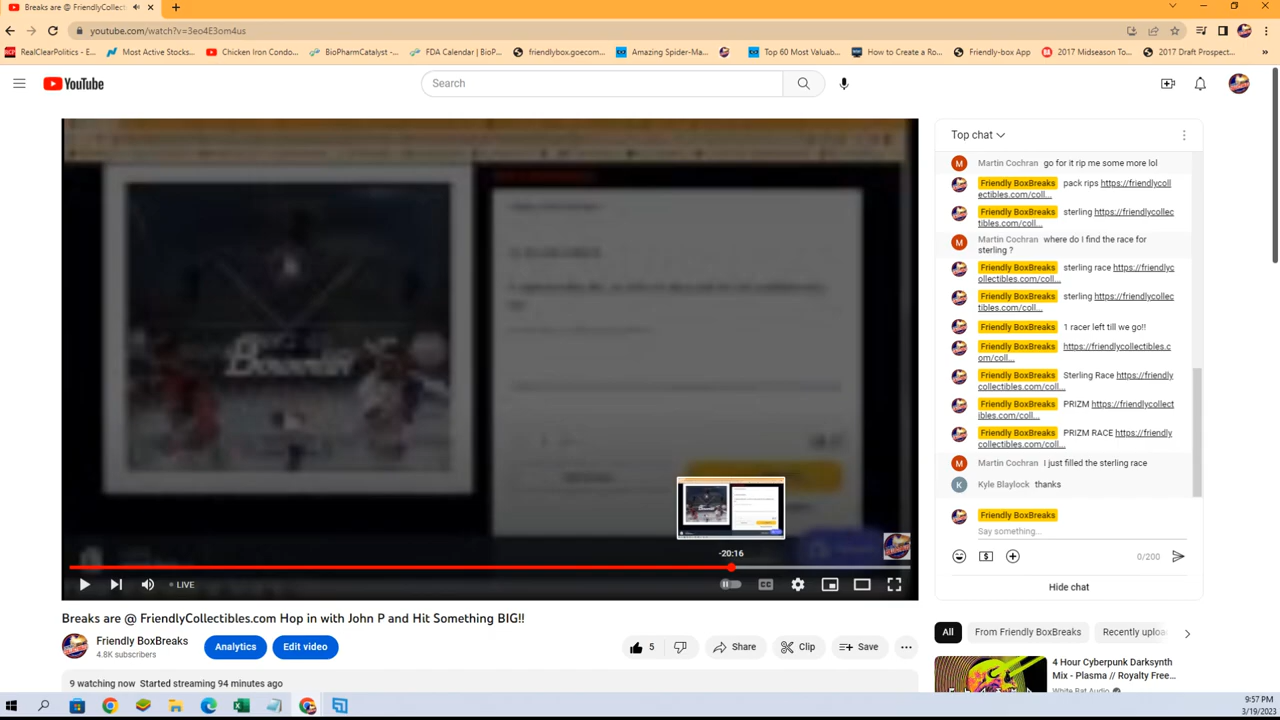 Breaks are @ FriendlyCollect
youtube.com/watch?v=3eo4E3om4us
RealClearPolitics - E...
Most Active Stocks...
Chicken Iron Condo...
BioPharmCatalyst -...
FDA Calendar | BioP...
friendlybox.goecom...
Amazing Spider-Ma...
Top 60 Most Valuab...
How to Create a Ro...
Friendly-box App
2017 Midseason To...
2017 Draft Prospect...
YouTube
Search
Top chat
Martin Cochran go for it rip me some more lol
Friendly BoxBreaks pack rips https://friendlycoll
ectibles.com/coll...
Friendly BoxBreaks sterling https://friendlycollec
tibles.com/coll...
Martin Cochran where do I find the race for
sterling ?
Friendly BoxBreaks sterling race https://friendlyc
ollectibles.com/coll...
Friendly BoxBreaks sterling https://friendlycollec
tibles.com/coll...
Friendly BoxBreaks 1 racer left till we go!!
Friendly BoxBreaks https://friendlycollectibles.c
om/coll...
Friendly BoxBreaks Sterling Race https://friendly
collectibles.com/coll...
Friendly BoxBreaks PRIZM https://friendlycollect
ibles.com/coll...
Friendly BoxBreaks PRIZM RACE https://friendly
collectibles.com/coll...
Martin Cochran I just filled the sterling race
Kyle Blaylock thanks
Friendly BoxBreaks
Say something...
0/200
Hide chat
-20:16
LIVE
Breaks are @ FriendlyCollectibles.com Hop in with John P and Hit Something BIG!!
Friendly BoxBreaks
4.8K subscribers
Analytics
Edit video
5
Share
Clip
Save
9 watching now Started streaming 94 minutes ago
All
From Friendly BoxBreaks
Recently uploa
4 Hour Cyberpunk Darksynth
Mix - Plasma // Royalty Free...
White Bat Audio
9:57 PM
3/19/2023